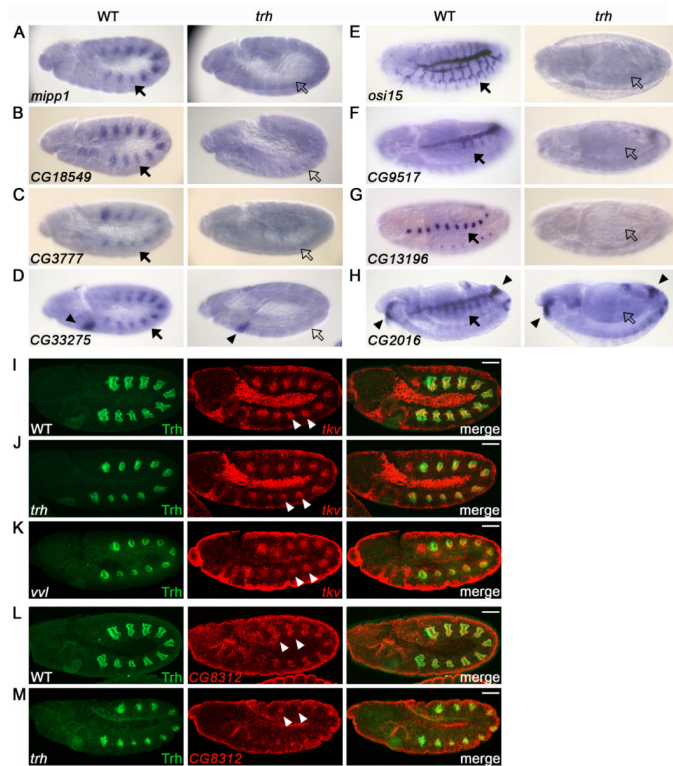 WT trh WT trh
A mipp1 E osi15
B CG18549 F CG9517
C CG3777 G CG13196
D CG33275 H CG2016
I WT Trh tkv merge
J trh Trh tkv merge
K vvl Trh tkv merge
L WT Trh CG8312 merge
M trh Trh CG8312 merge